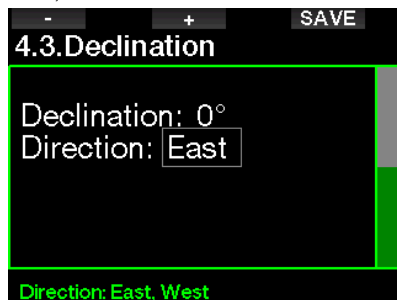 - + SAVE
4.3.Declination
Declination: 0°
Direction: East
Direction: East, West